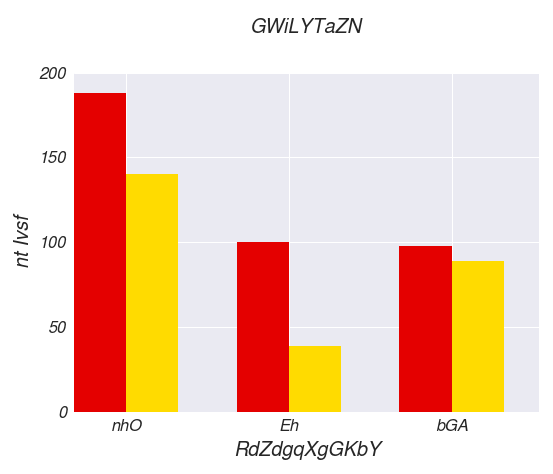 GWiLYTaZN
200
150
100
50
0
nt lvsf
nhO Eh bGA
RdZdgqXgGKbY